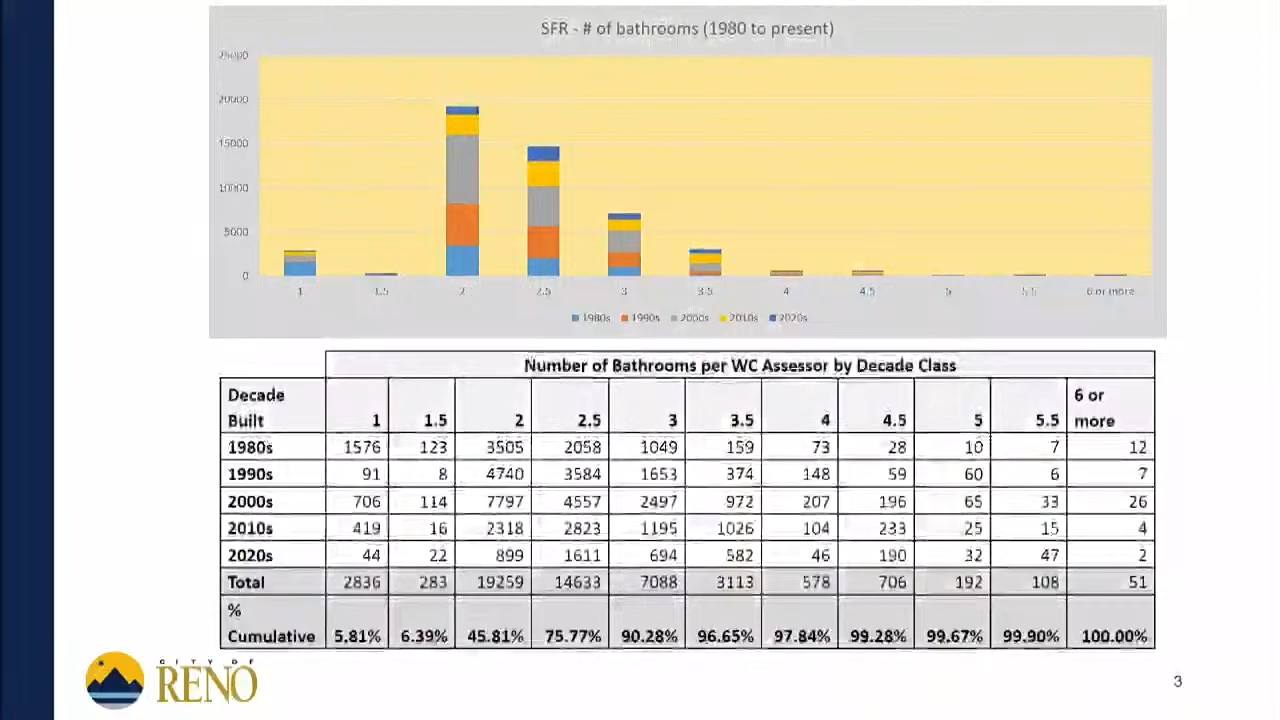 SFR - # of bathrooms (1980 to present)
25000
20000
15000
10000
5000
0
1 1.5 2 2.5 3 3.5 4 4.5 5 5.5 6 or more
1980s 1990s 2000s 2010s 2020s
Number of Bathrooms per WC Assessor by Decade Class
Decade Built 1 1.5 2 2.5 3 3.5 4 4.5 5 5.5 6 or more
1980s 1576 123 3505 2058 1049 159 73 28 10 7 12
1990s 91 8 4740 3584 1653 374 148 59 60 6 7
2000s 706 114 7797 4557 2497 972 207 196 65 33 26
2010s 419 16 2318 2823 1195 1026 104 233 25 15 4
2020s 44 22 899 1611 694 582 46 190 32 47 2
Total 2836 283 19259 14633 7088 3113 578 706 192 108 51
% Cumulative 5.81% 6.39% 45.81% 75.77% 90.28% 96.65% 97.84% 99.28% 99.67% 99.90% 100.00%
CITY OF
RENO
3